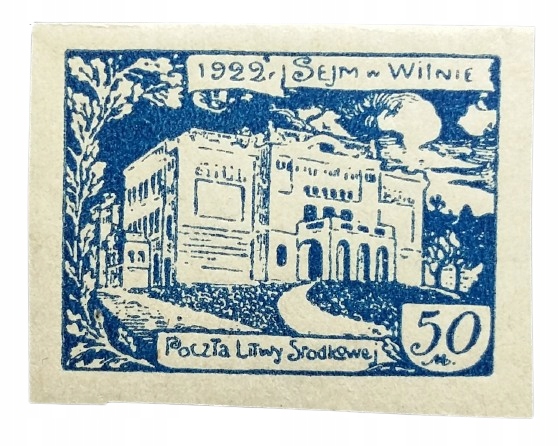 1922. r. SEJM W WILNIE
POCZTA LITWY ŚRODKOWEJ
50
M.